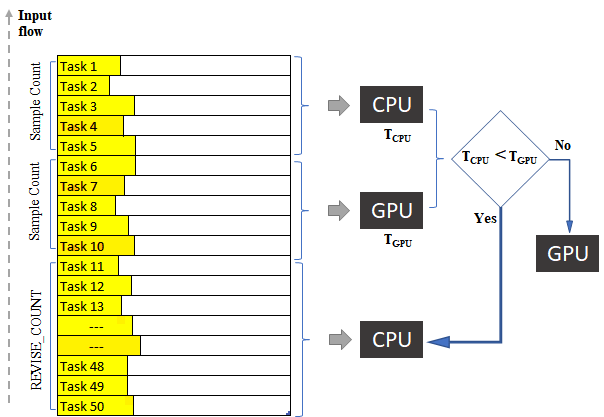 Input
flow
Sample Count
Task 1
Task 2
Task 3
Task 4
Task 5
CPU
TCPU
Sample Count
Task 6
Task 7
Task 8
Task 9
Task 10
GPU
TGPU
TCPU < TGPU
No
Yes
GPU
REVISE_COUNT
Task 11
Task 12
Task 13
---
---
Task 48
Task 49
Task 50
CPU